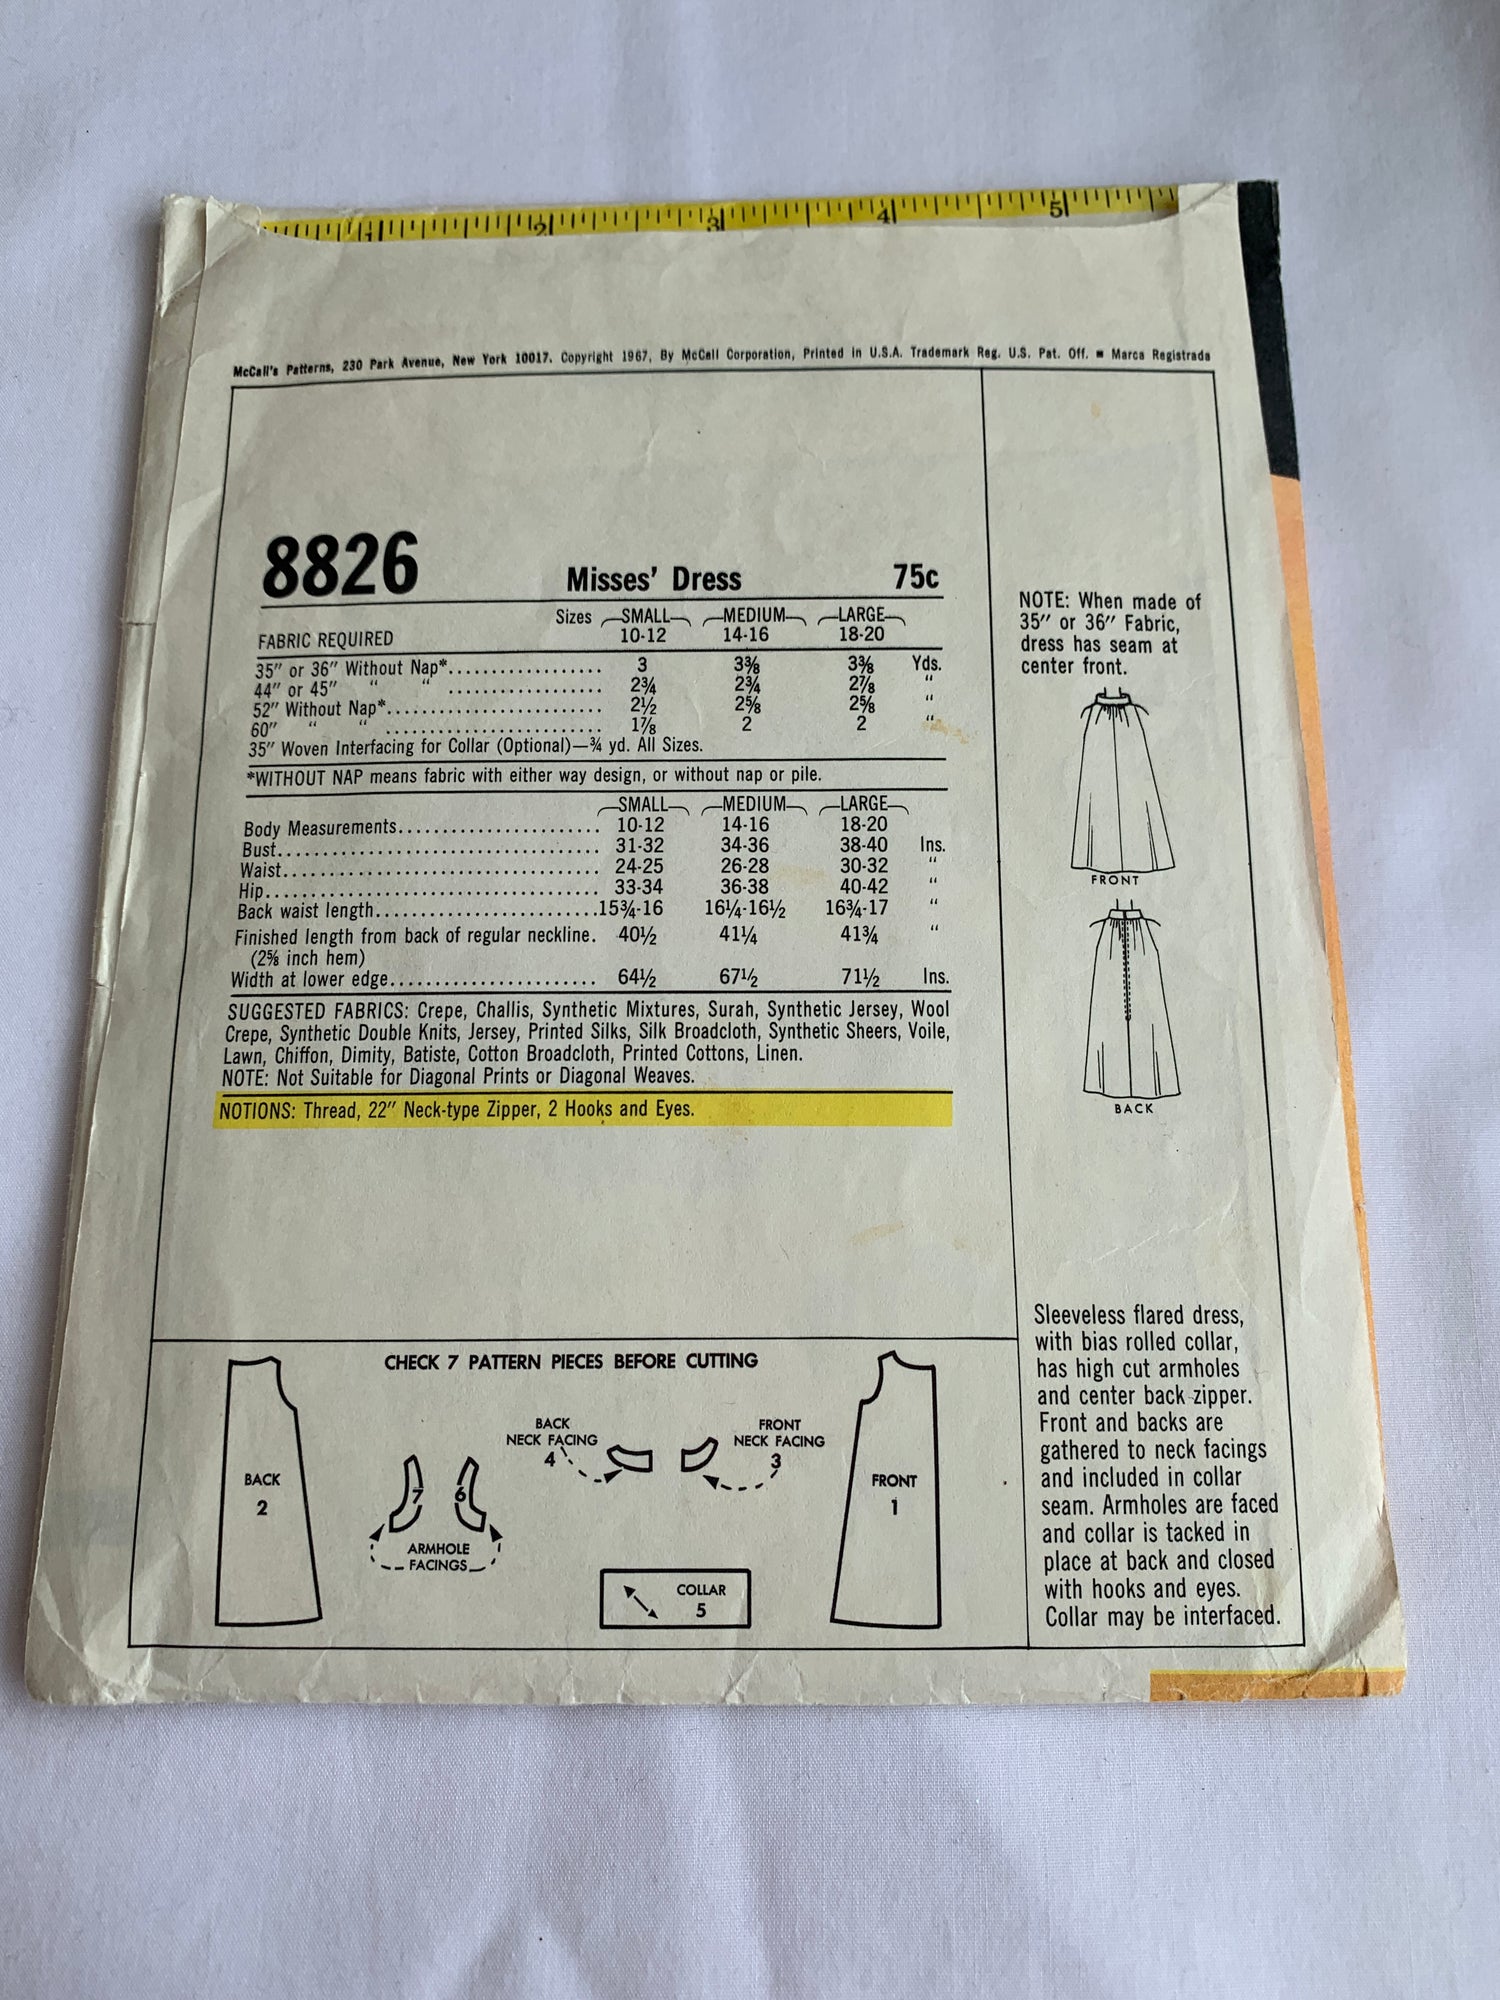 1 2 3 4 5
McCall's Patterns, 230 Park Avenue, New York 10017. Copyright 1967, By McCall Corporation, Printed in U.S.A. Trademark Reg. U.S. Pat. Off. ■ Marca Registrada
8826 Misses' Dress 75c
Sizes SMALL MEDIUM LARGE
FABRIC REQUIRED 10-12 14-16 18-20
35" or 36" Without Nap*.................... 3 3⅜ 3⅜ Yds.
44" or 45" " " .................... 2¾ 2¾ 2⅞ "
52" Without Nap*.................... 2½ 2⅝ 2⅝ "
60" " " .................... 1⅞ 2 2 "
35" Woven Interfacing for Collar (Optional)—¾ yd. All Sizes.
*WITHOUT NAP means fabric with either way design, or without nap or pile.
SMALL MEDIUM LARGE
Body Measurements.................... 10-12 14-16 18-20
Bust.................... 31-32 34-36 38-40 Ins.
Waist.................... 24-25 26-28 30-32 "
Hip.................... 33-34 36-38 40-42 "
Back waist length.................... 15¾-16 16¼-16½ 16¾-17 "
Finished length from back of regular neckline. 40½ 41¼ 41¾ "
(2⅝ inch hem)
Width at lower edge.................... 64½ 67½ 71½ Ins.
SUGGESTED FABRICS: Crepe, Challis, Synthetic Mixtures, Surah, Synthetic Jersey, Wool
Crepe, Synthetic Double Knits, Jersey, Printed Silks, Silk Broadcloth, Synthetic Sheers, Voile,
Lawn, Chiffon, Dimity, Batiste, Cotton Broadcloth, Printed Cottons, Linen.
NOTE: Not Suitable for Diagonal Prints or Diagonal Weaves.
NOTIONS: Thread, 22" Neck-type Zipper, 2 Hooks and Eyes.
NOTE: When made of
35" or 36" Fabric,
dress has seam at
center front.
FRONT
BACK
Sleeveless flared dress,
with bias rolled collar,
has high cut armholes
and center back zipper.
Front and backs are
gathered to neck facings
and included in collar
seam. Armholes are faced
and collar is tacked in
place at back and closed
with hooks and eyes.
Collar may be interfaced.
CHECK 7 PATTERN PIECES BEFORE CUTTING
BACK
2
7 6
ARMHOLE
FACINGS
BACK
NECK FACING
4
FRONT
NECK FACING
3
COLLAR
5
FRONT
1